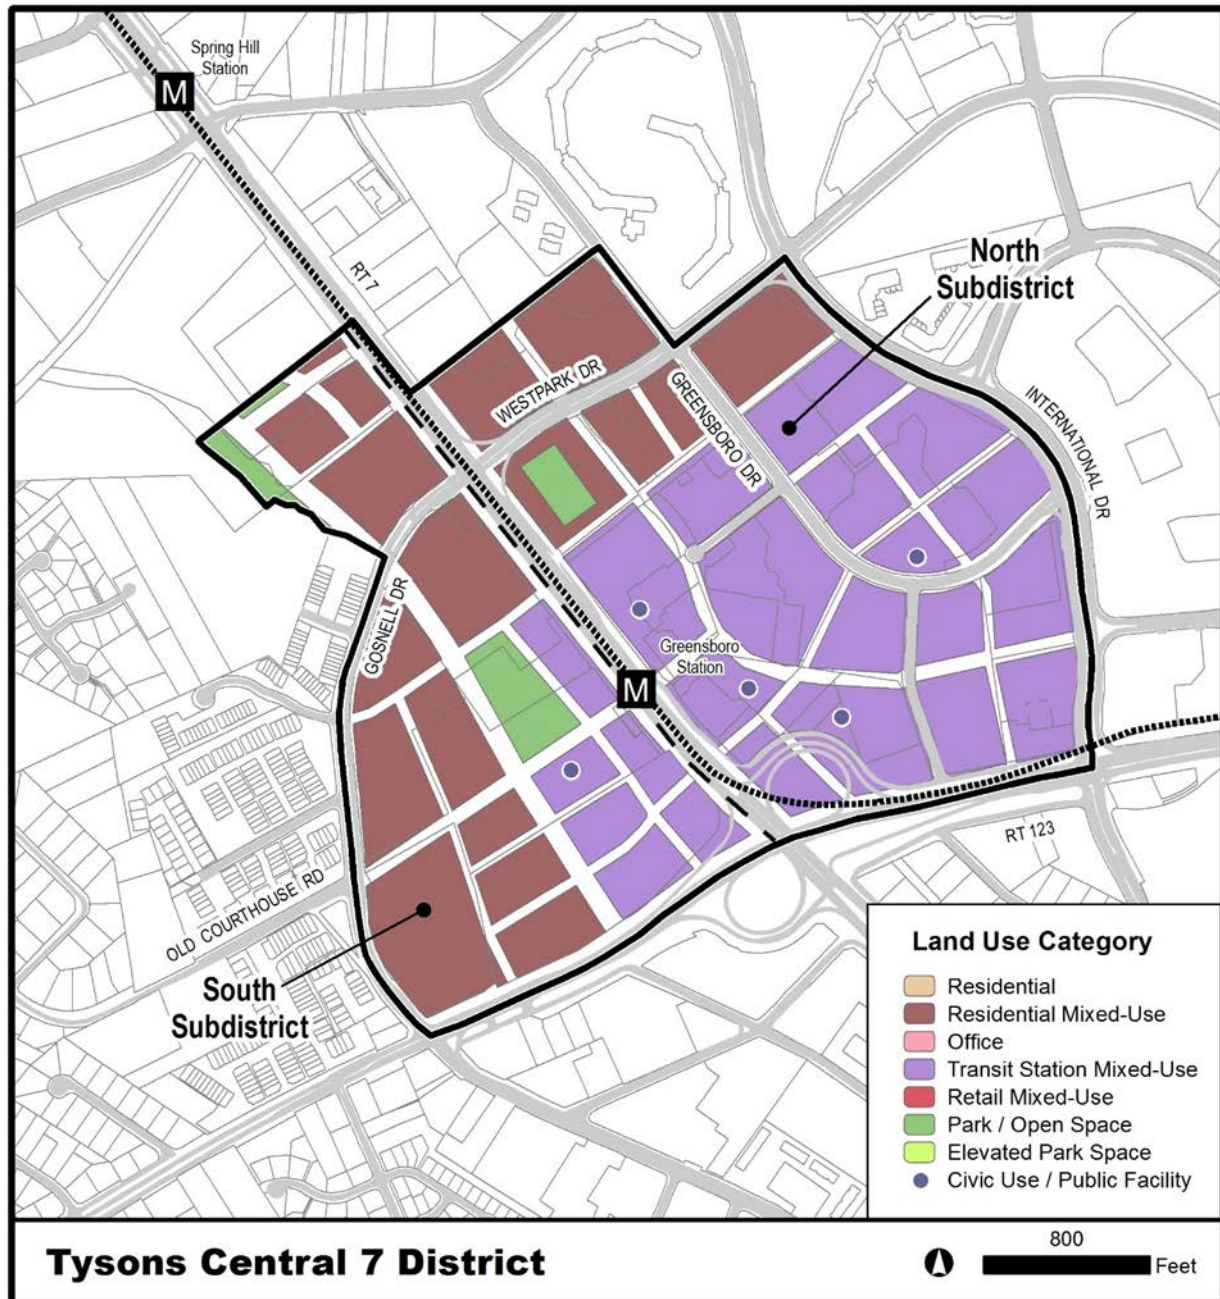 Spring Hill
Station
M
RT 7
North
Subdistrict
WESTPARK DR
GREENSBORO DR
INTERNATIONAL DR
GOSNELL DR
Greensboro
Station
M
RT 123
OLD COURTHOUSE RD
South
Subdistrict
Land Use Category
Residential
Residential Mixed-Use
Office
Transit Station Mixed-Use
Retail Mixed-Use
Park / Open Space
Elevated Park Space
Civic Use / Public Facility
Tysons Central 7 District
800
Feet